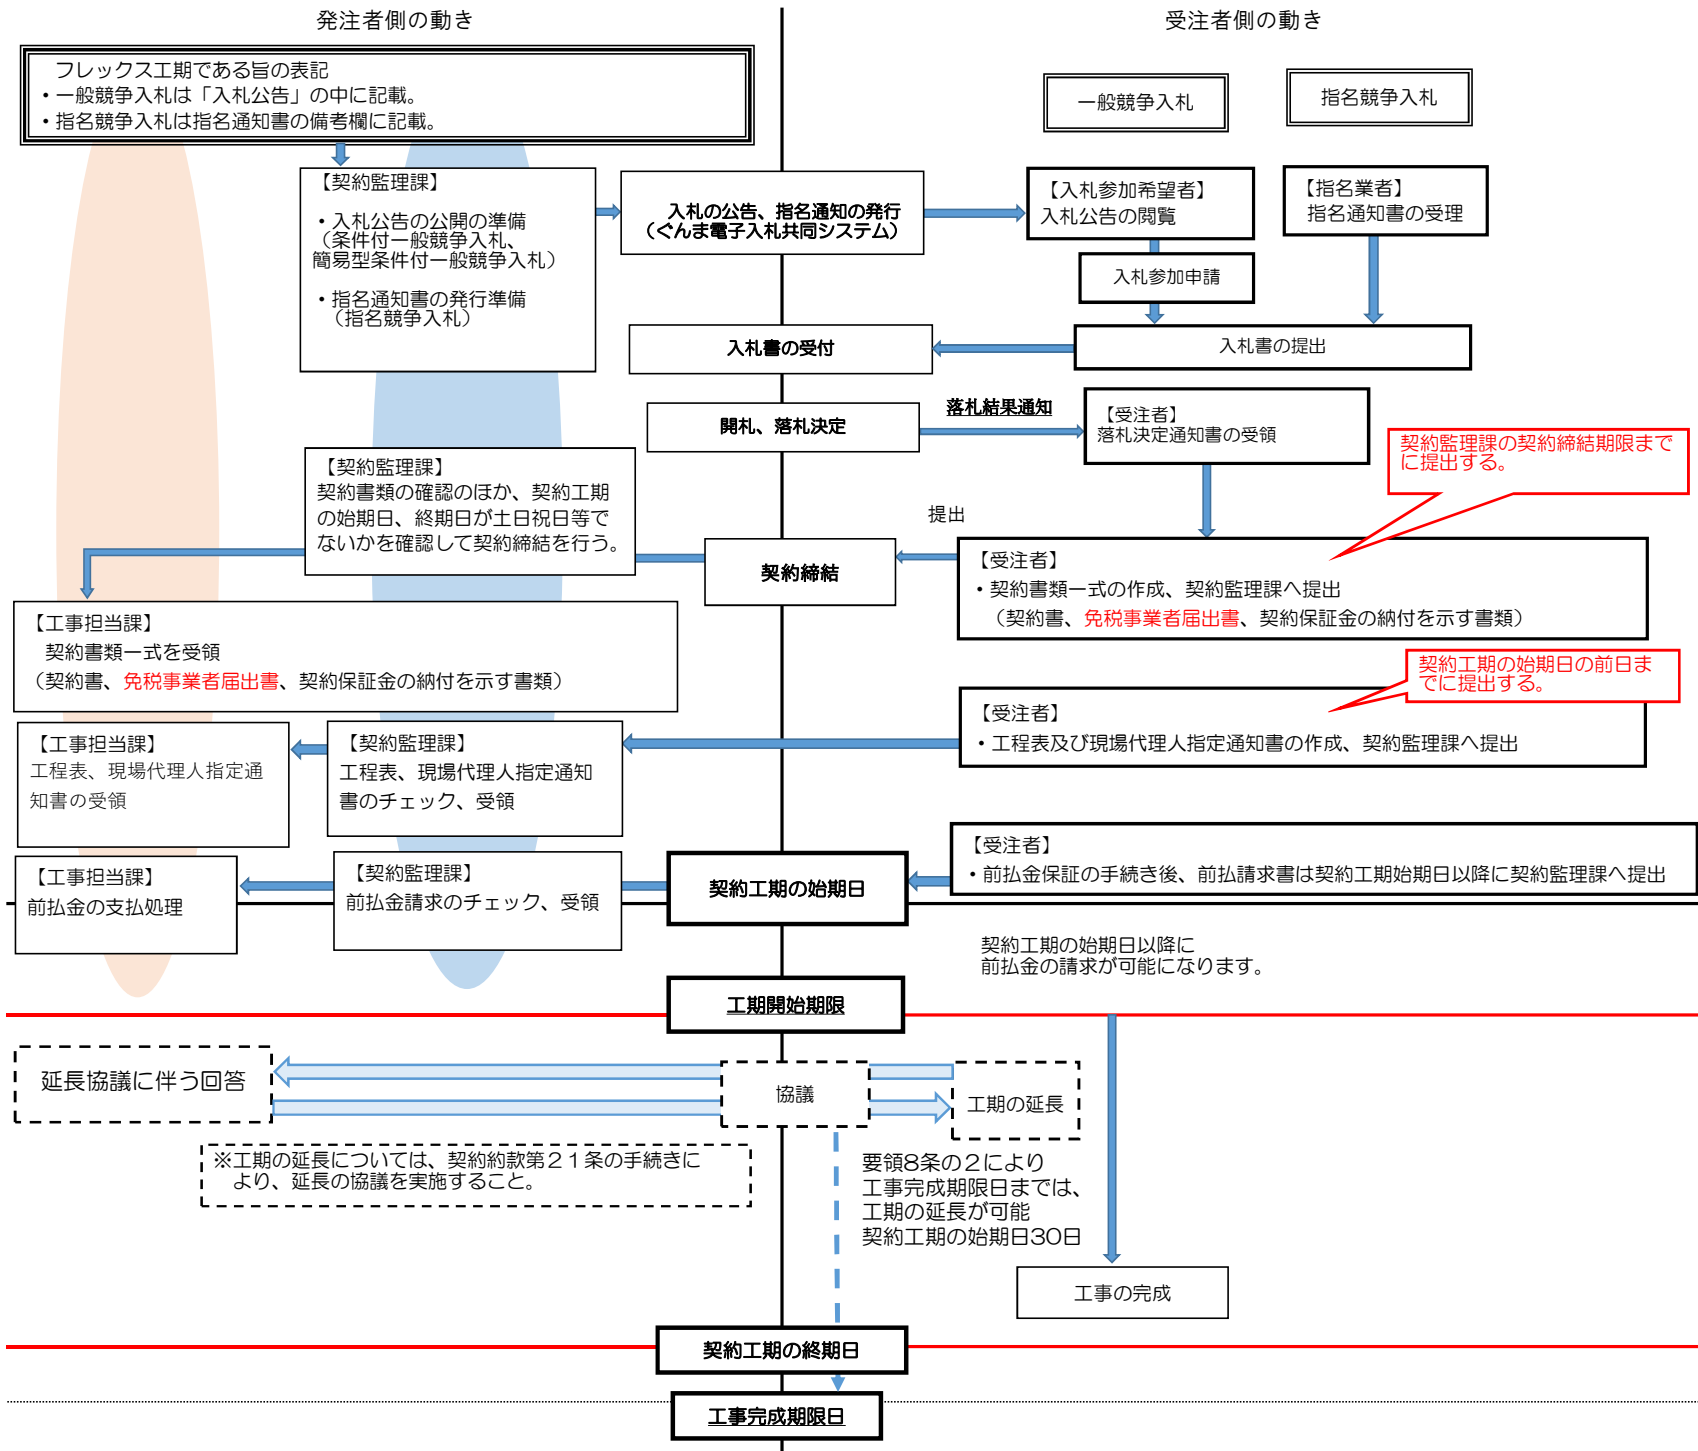 発注者側の動き
受注者側の動き
フレックス工期である旨の表記
・一般競争入札は「入札公告」の中に記載。
・指名競争入札は指名通知書の備考欄に記載。
一般競争入札
指名競争入札
【契約監理課】
・入札公告の公開の準備
（条件付一般競争入札、
簡易型条件付一般競争入札）
・指名通知書の発行準備
（指名競争入札）
入札の公告、指名通知の発行
（ぐんま電子入札共同システム）
【入札参加希望者】
入札公告の閲覧
【指名業者】
指名通知書の受理
入札参加申請
入札書の受付
入札書の提出
開札、落札決定
落札結果通知
【受注者】
落札決定通知書の受領
契約監理課の契約締結期限まで
に提出する。
【契約監理課】
契約書類の確認のほか、契約工期
の始期日、終期日が土日祝日等で
ないかを確認して契約締結を行う。
提出
契約締結
【受注者】
・契約書類一式の作成、契約監理課へ提出
（契約書、免税事業者届出書、契約保証金の納付を示す書類）
【工事担当課】
契約書類一式を受領
（契約書、免税事業者届出書、契約保証金の納付を示す書類）
契約工期の始期日の前日ま
でに提出する。
【受注者】
・工程表及び現場代理人指定通知書の作成、契約監理課へ提出
【工事担当課】
工程表、現場代理人指定通
知書の受領
【契約監理課】
工程表、現場代理人指定通知
書のチェック、受領
【受注者】
・前払金保証の手続き後、前払請求書は契約工期始期日以降に契約監理課へ提出
【工事担当課】
前払金の支払処理
【契約監理課】
前払金請求のチェック、受領
契約工期の始期日
契約工期の始期日以降に
前払金の請求が可能になります。
工期開始期限
延長協議に伴う回答
協議
工期の延長
※工期の延長については、契約約款第２１条の手続きに
より、延長の協議を実施すること。
要領8条の２により
工事完成期限日までは、
工期の延長が可能
契約工期の始期日30日
工事の完成
契約工期の終期日
工事完成期限日